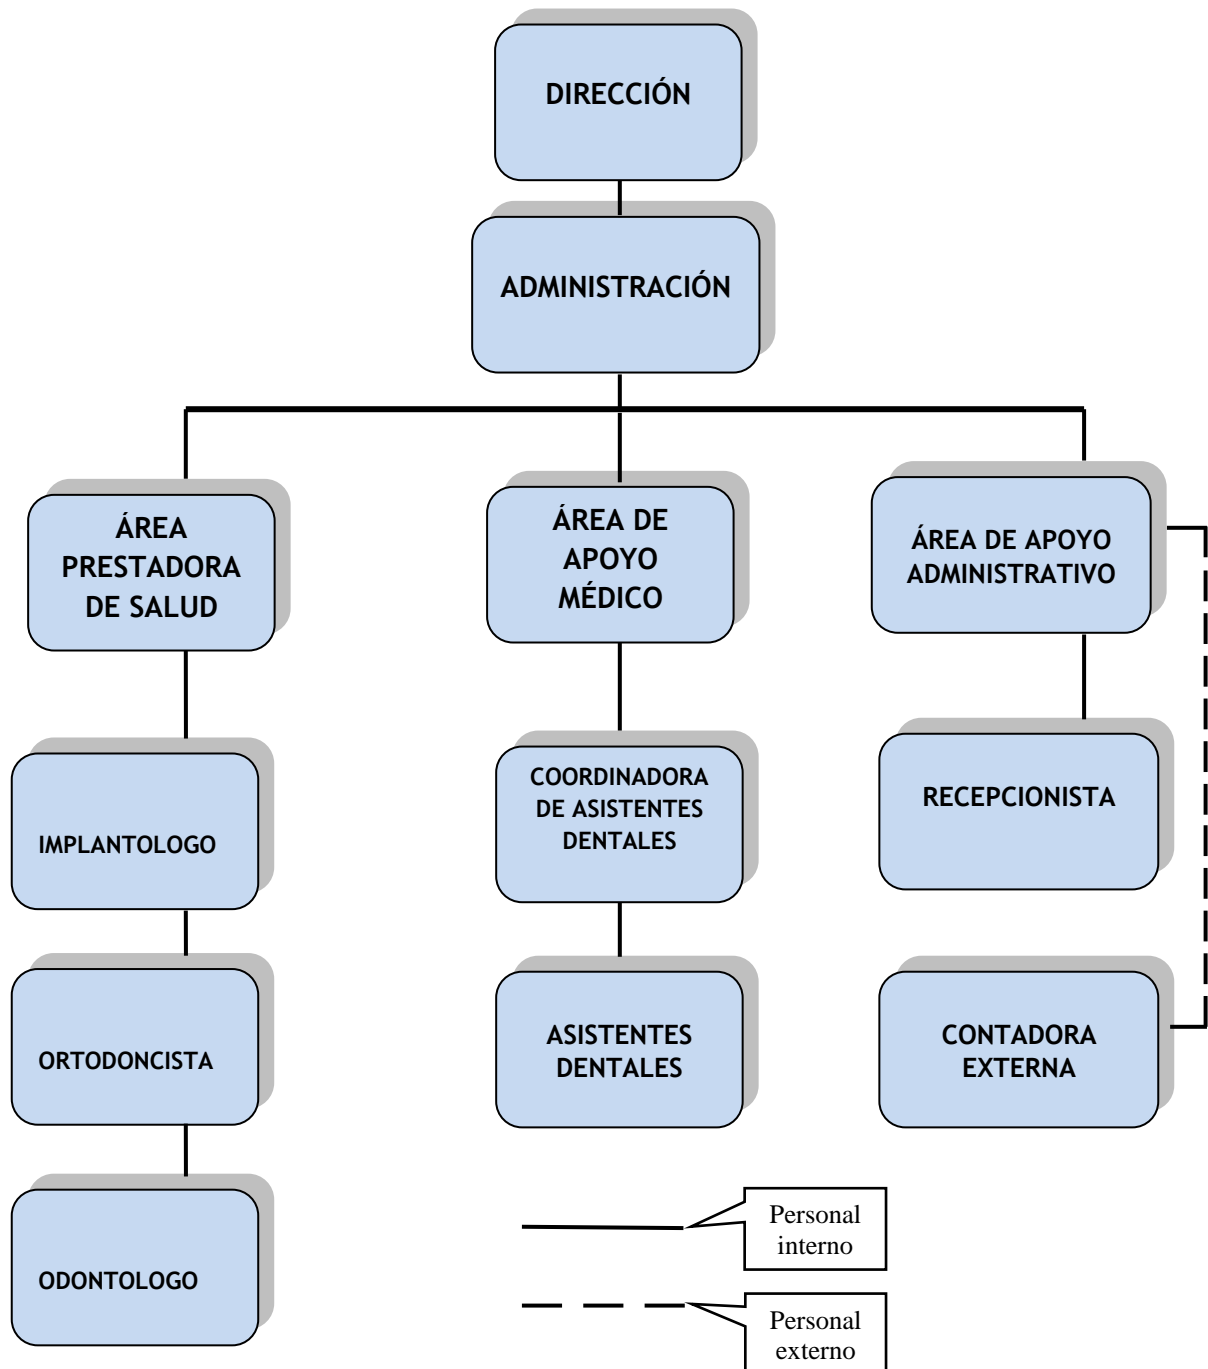 DIRECCIÓN
ADMINISTRACIÓN
ÁREA
PRESTADORA
DE SALUD
ÁREA DE
APOYO
MÉDICO
ÁREA DE APOYO
ADMINISTRATIVO
IMPLANTOLOGO
COORDINADORA
DE ASISTENTES
DENTALES
RECEPCIONISTA
ORTODONCISTA
ASISTENTES
DENTALES
CONTADORA
EXTERNA
ODONTOLOGO
Personal
interno
Personal
externo